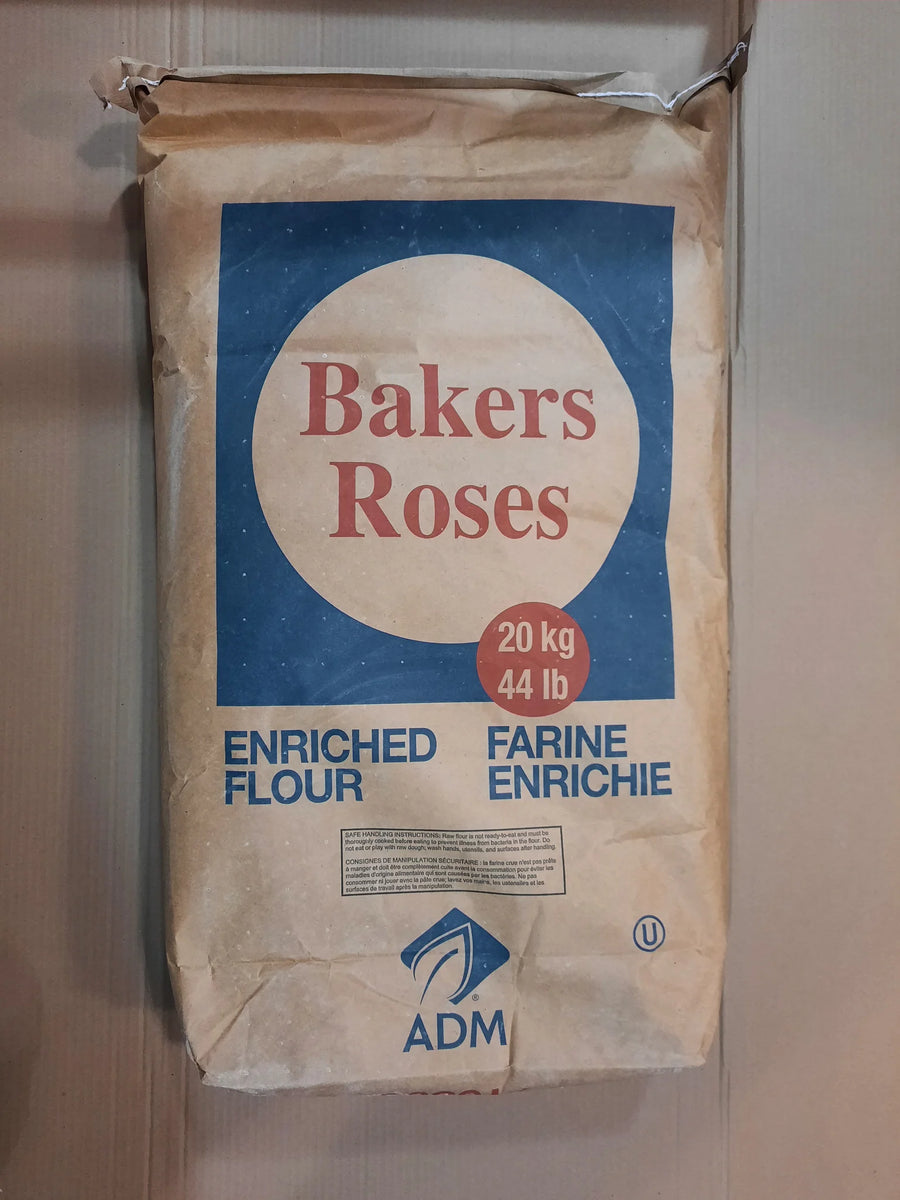 Bakers
Roses
20 kg
44 lb
ENRICHED
FLOUR
FARINE
ENRICHIE
SAFE HANDLING INSTRUCTIONS: Raw flour is not ready-to-eat and must be
thorougly cooked before eating to prevent illness from bacteria in the flour. Do
not eat or play with raw dough; wash hands, utensils, and surfaces after handling.
CONSIGNES DE MANIPULATION SÉCURITAIRE : la farine crue n'est pas prête
à manger et doit être complètement cuite avant la consommation pour éviter les
maladies d'origine alimentaire qui sont causées par les bactéries. Ne pas
consommer ni jouer avec la pâte crue; lavez vos mains, les ustensiles et les
surfaces de travail après la manipulation.
U
®
ADM